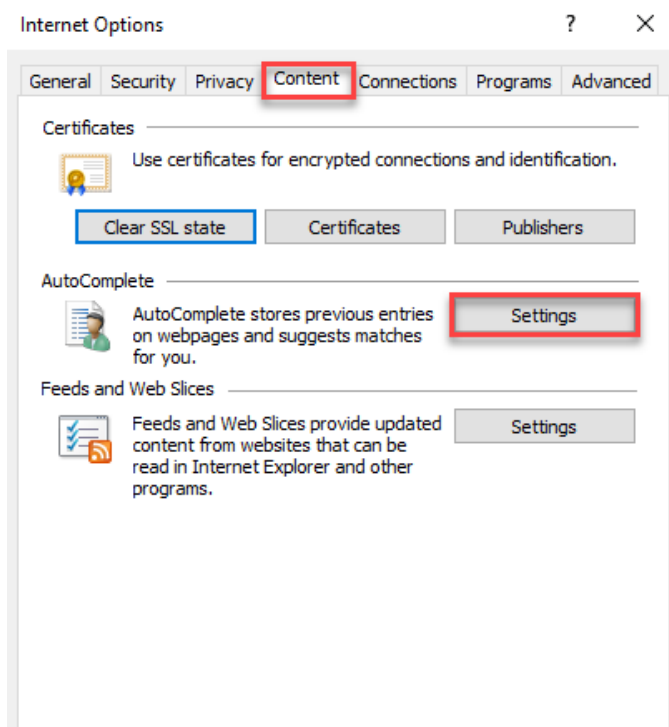 Internet Options ? ×
General Security Privacy Content Connections Programs Advanced
Certificates
Use certificates for encrypted connections and identification.
Clear SSL state Certificates Publishers
AutoComplete
AutoComplete stores previous entries
on webpages and suggests matches
for you.
Settings
Feeds and Web Slices
Feeds and Web Slices provide updated
content from websites that can be
read in Internet Explorer and other
programs.
Settings